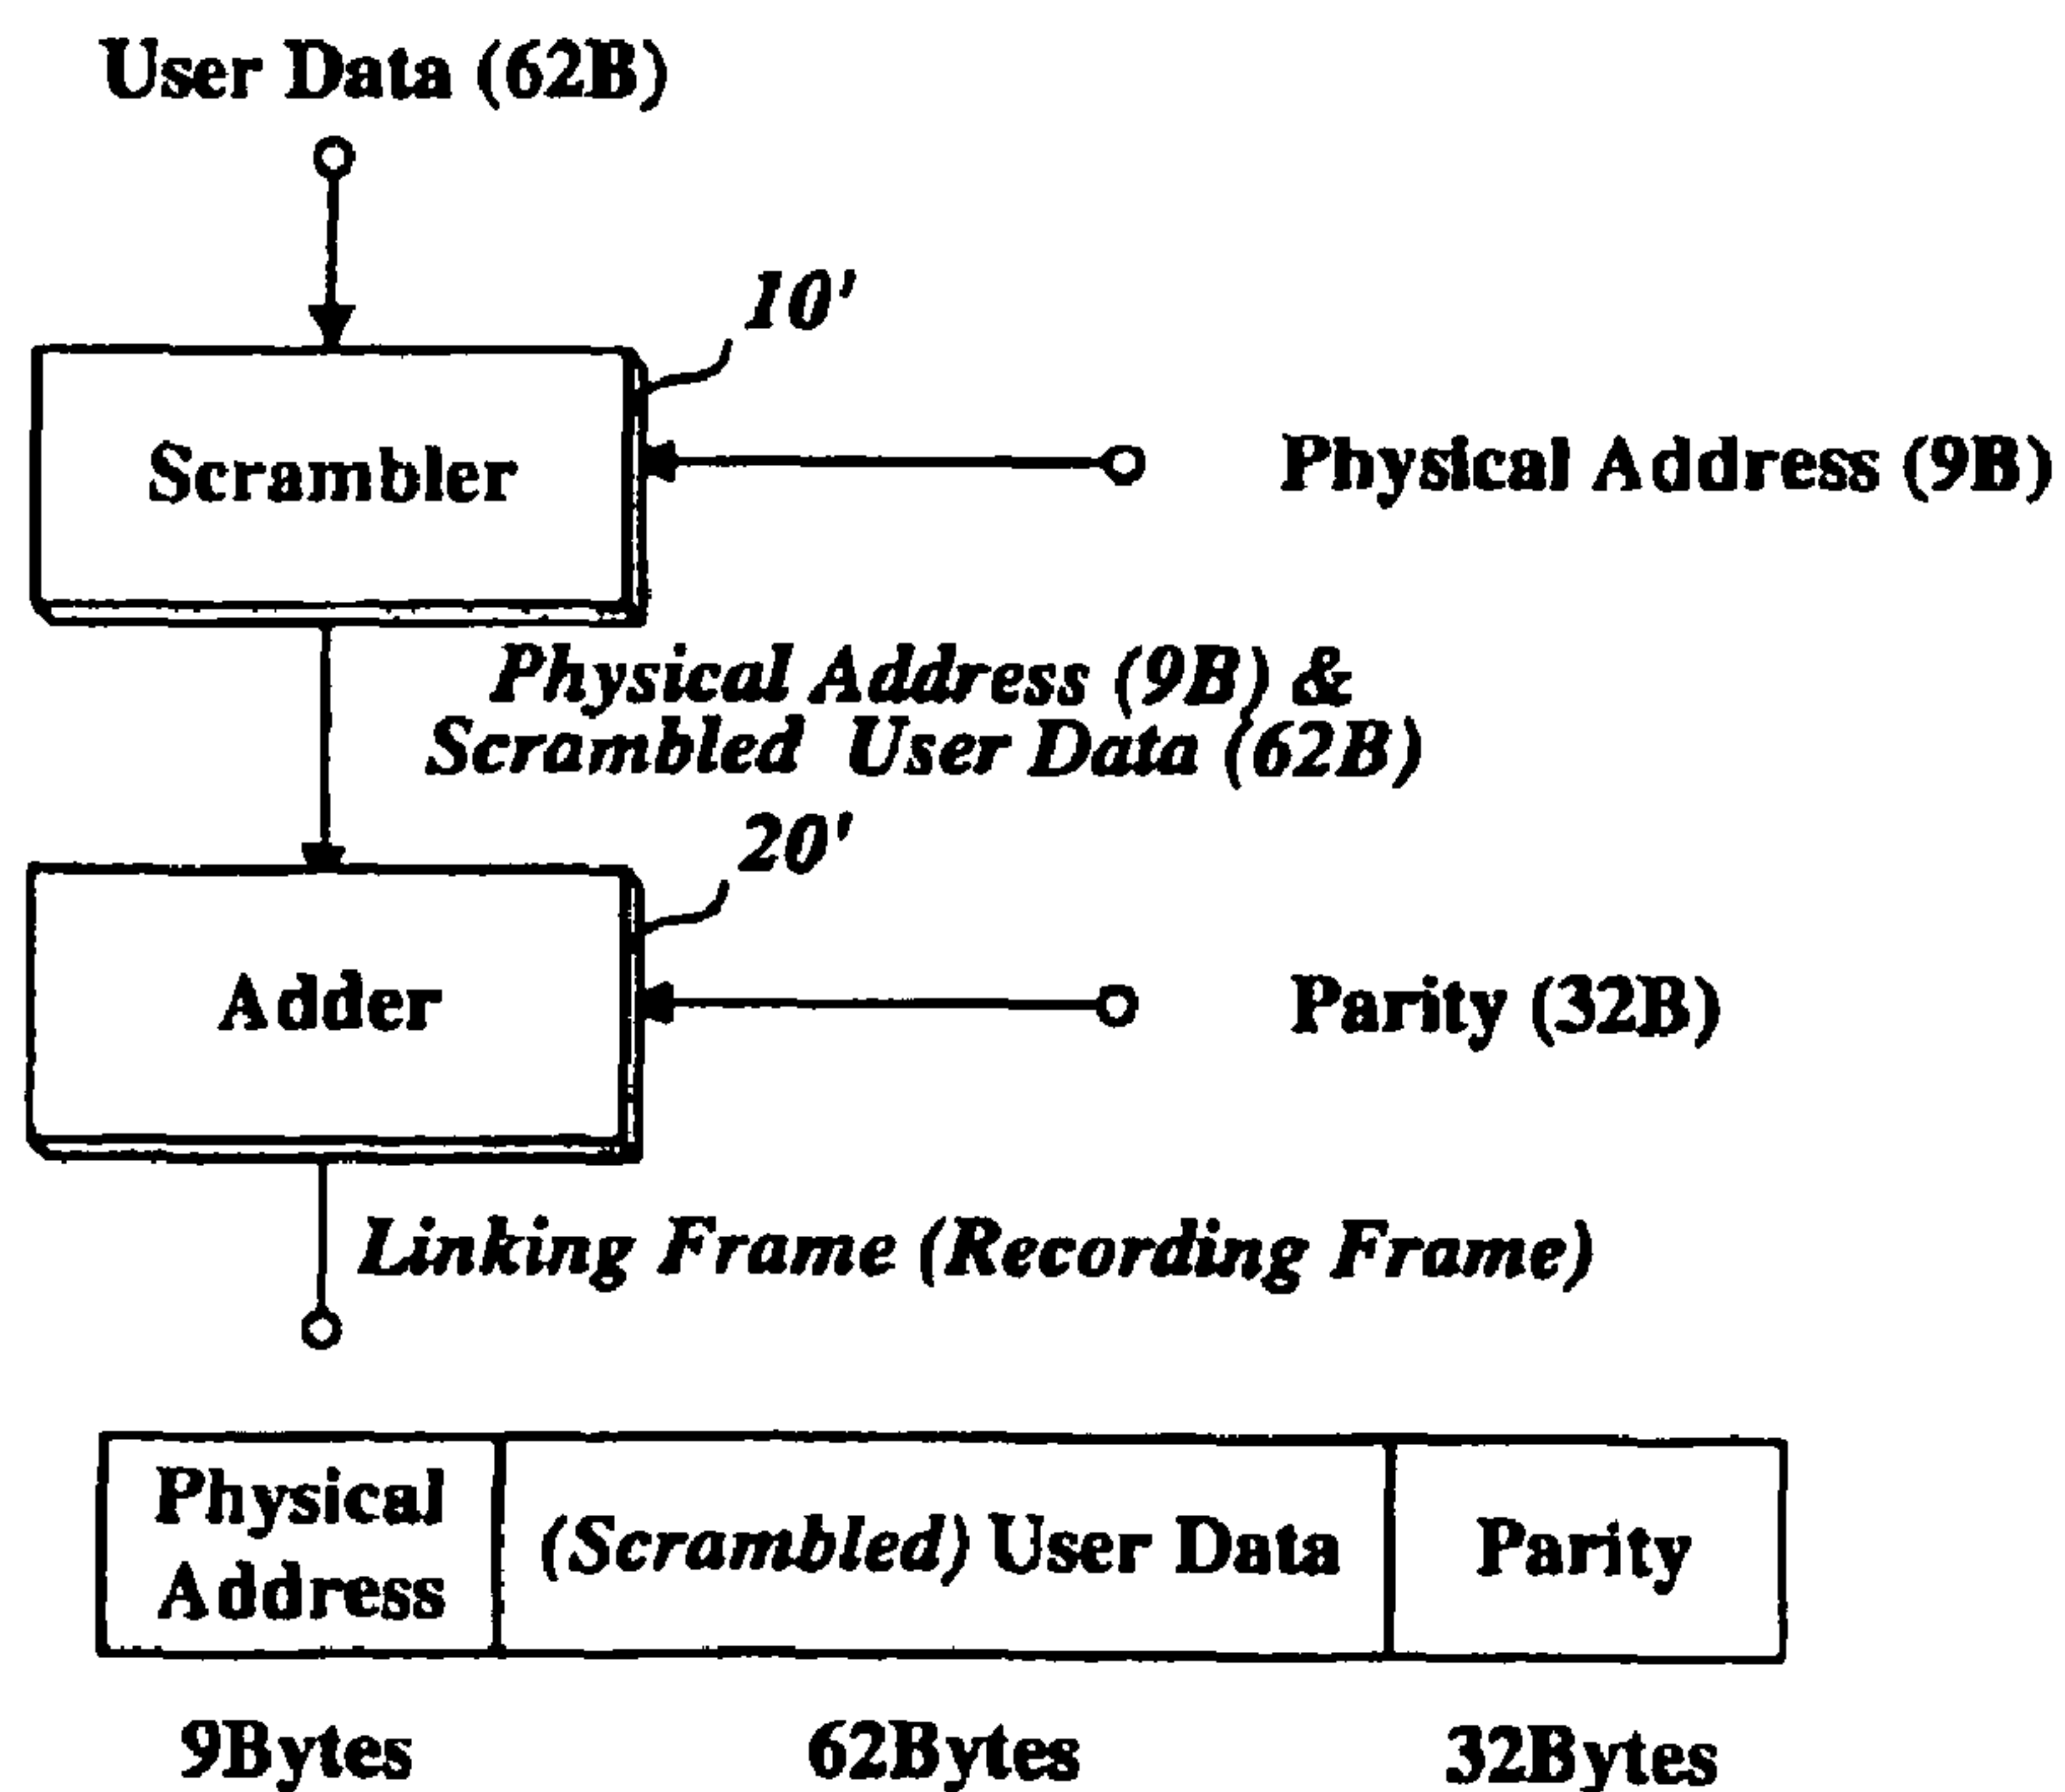 User Data (62B)
10'
Scrambler
Physical Address (9B)
Physical Address (9B) &
Scrambled User Data (62B)
20'
Adder
Parity (32B)
Linking Frame (Recording Frame)
Physical
Address
(Scrambled) User Data
Parity
9Bytes
62Bytes
32Bytes